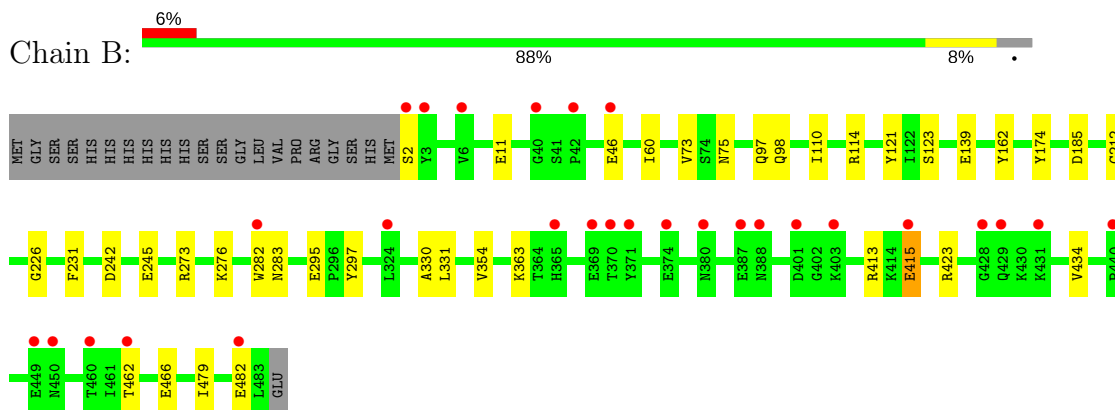 6%
Chain B:
88% 8% •
MET GLY SER SER HIS HIS HIS HIS HIS HIS SER SER GLY LEU VAL PRO ARG GLY SER HIS MET S2 Y3 V6 E11 G40 S41 P42 E46 I60 V73 S74 N75 Q97 Q98 I110 R114 Y121 I122 S123 E139 Y162 Y174 D185
G226 F231 D242 E245 R273 K276 W282 N283 E295 P296 Y297 L324 A330 L331 V354 K363 T364 H365 E369 T370 Y371 E374 N380 E387 N388 D401 G402 K403 R413 K414 E415 R423 G428 Q429 K430 K431 V434
E449 N450 T460 I461 T462 E466 I479 E482 L483 GLU